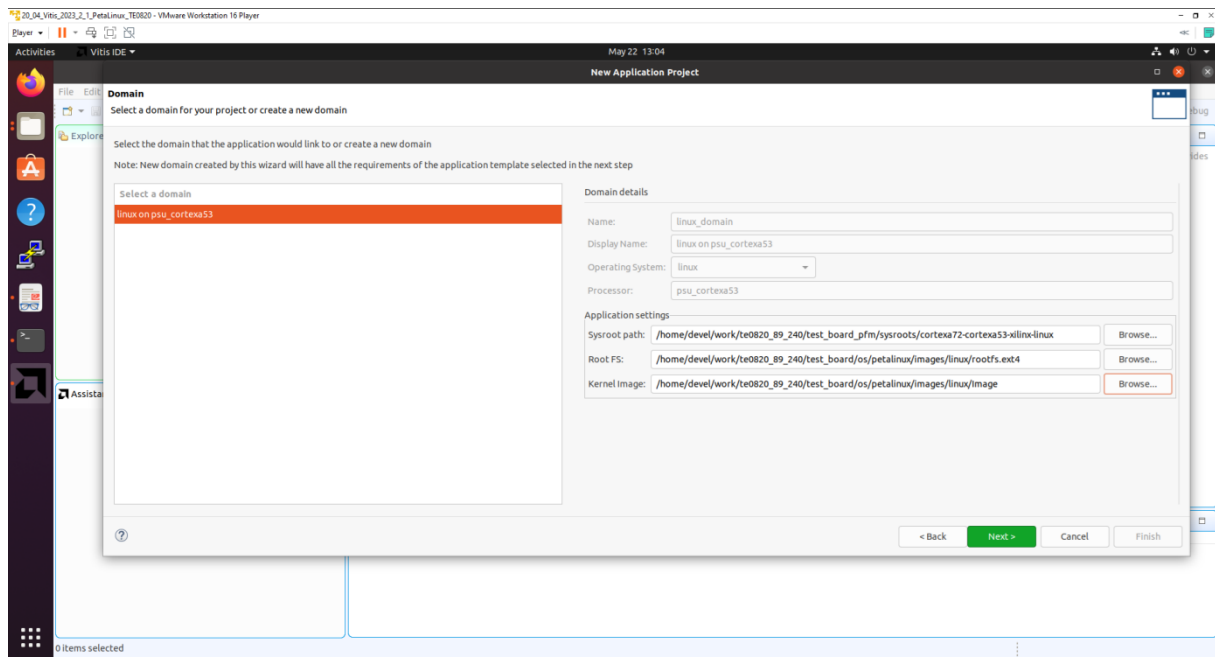 20_04_Vitis_2023_2_1_PetaLinux_TE0820 - VMware Workstation 16 Player
Player
Activities Vitis IDE May 22 13:04
New Application Project
File Edit
Domain
Select a domain for your project or create a new domain
ebug
Explore
ides
Select the domain that the application would link to or create a new domain
Note: New domain created by this wizard will have all the requirements of the application template selected in the next step
Select a domain
linux on psu_cortexa53
Domain details
Name: linux_domain
Display Name: linux on psu_cortexa53
Operating System: linux
Processor: psu_cortexa53
Application settings
Sysroot path: /home/devel/work/te0820_89_240/test_board_pfm/sysroots/cortexa72-cortexa53-xilinx-linux Browse...
Root FS: /home/devel/work/te0820_89_240/test_board/os/petalinux/images/linux/rootfs.ext4 Browse...
Kernel Image: /home/devel/work/te0820_89_240/test_board/os/petalinux/images/linux/Image Browse...
Assista
< Back Next > Cancel Finish
0 items selected